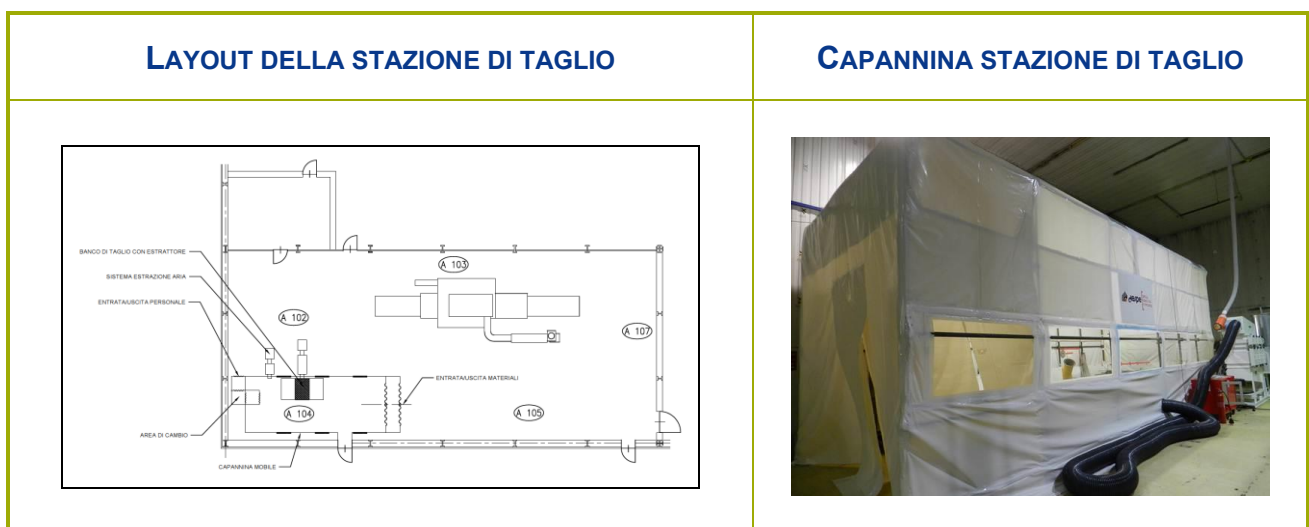 LAYOUT DELLA STAZIONE DI TAGLIO
CAPANNINA STAZIONE DI TAGLIO
BANCO DI TAGLIO CON ESTRATTORE
SISTEMA ESTRAZIONE ARIA
ENTRATA/USCITA PERSONALE
A 103
A 102
A 107
ENTRATA/USCITA MATERIALI
A 104
A 105
AREA DI CAMBIO
CAPANNINA MOBILE